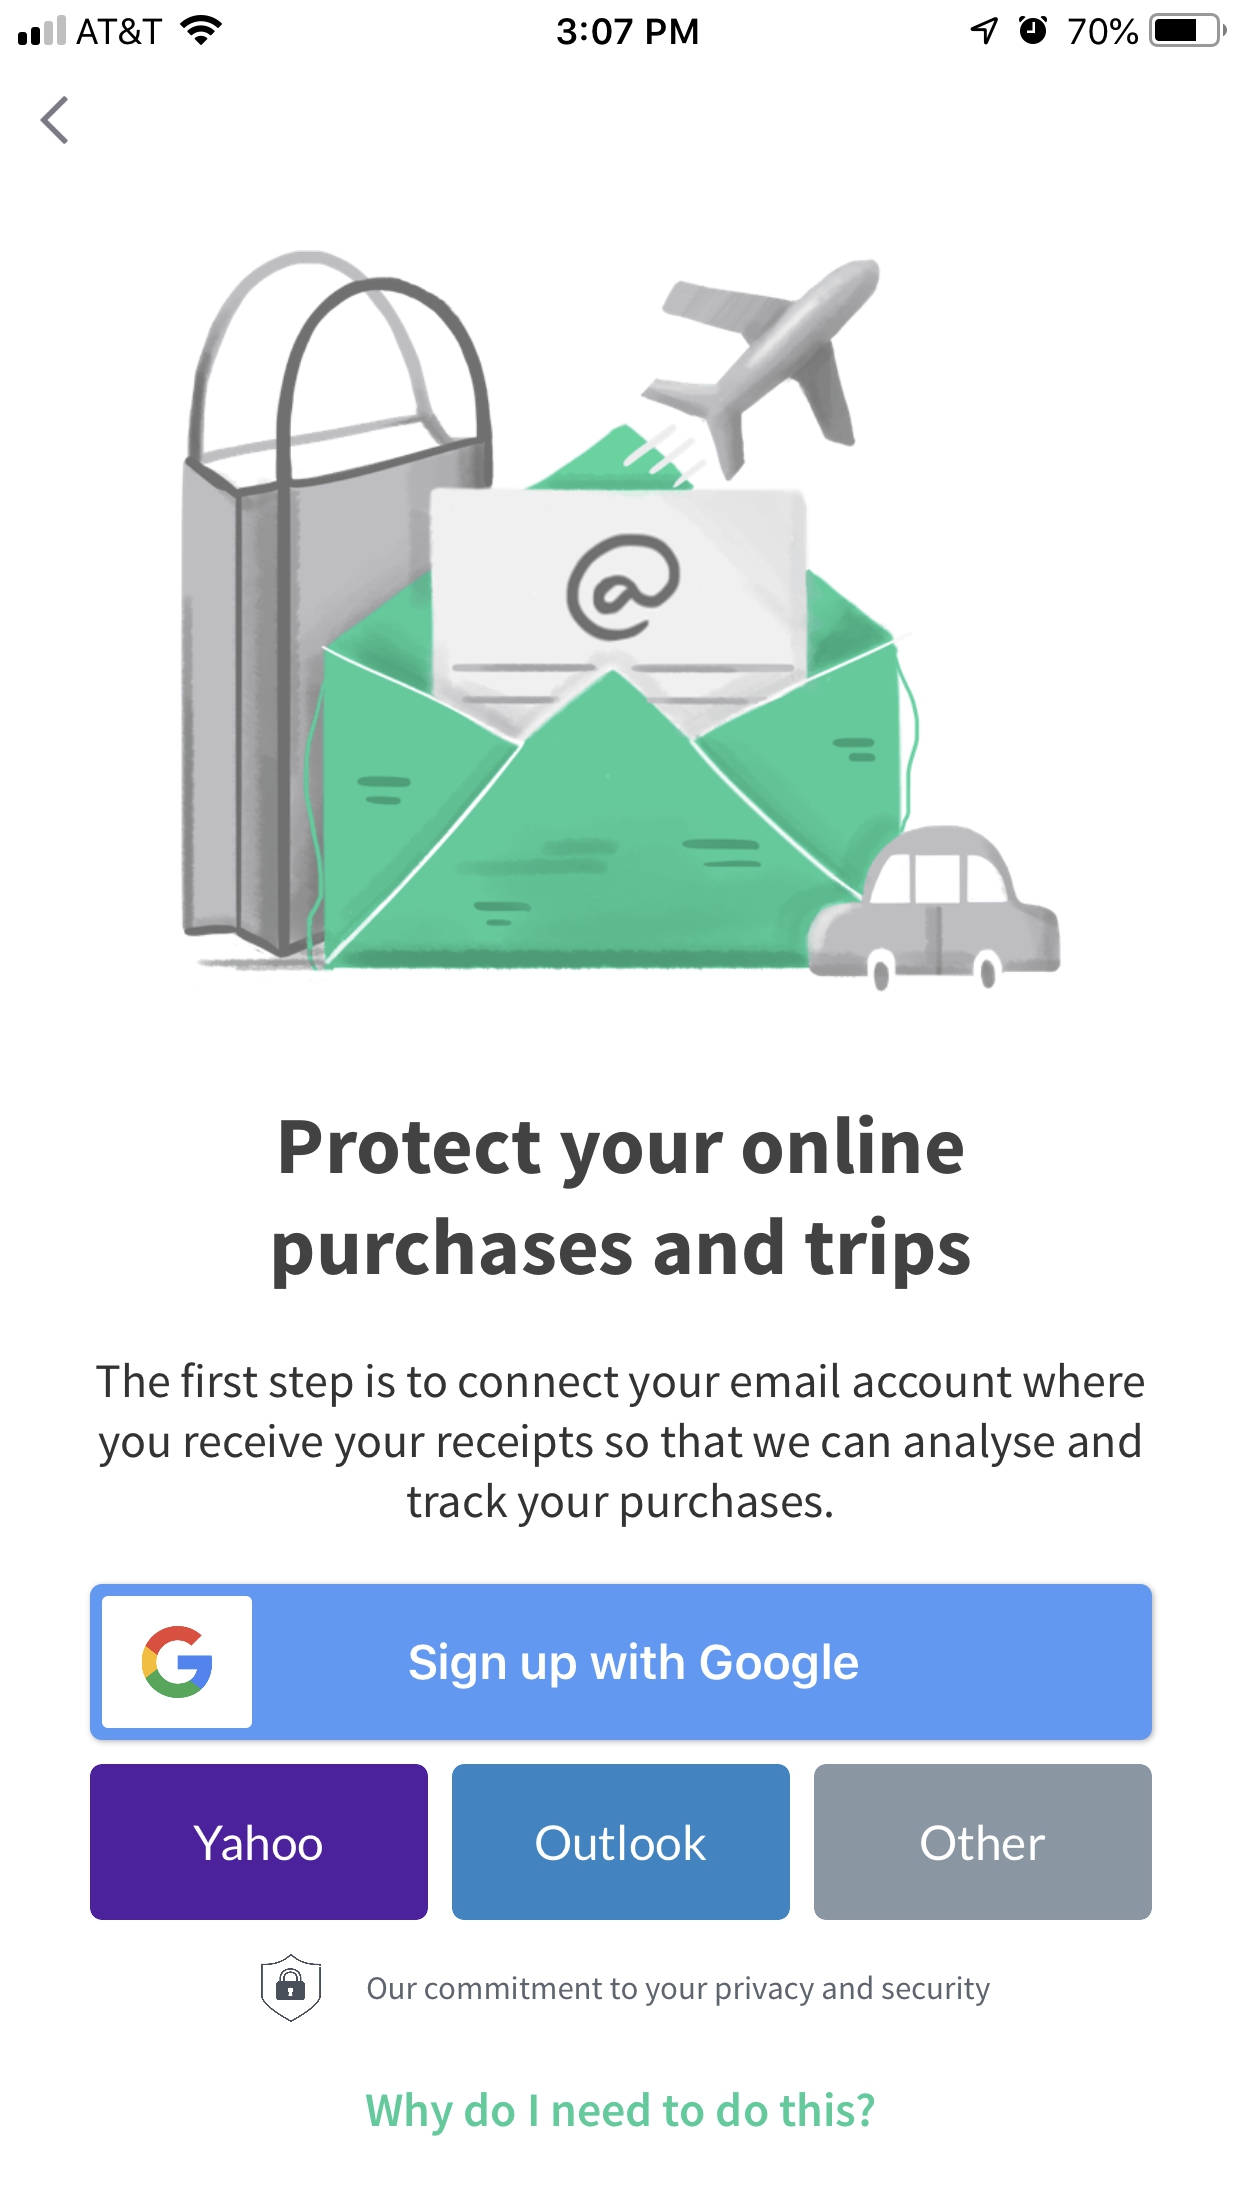 AT&T 3:07 PM 70%
@
Protect your online
purchases and trips
The first step is to connect your email account where
you receive your receipts so that we can analyse and
track your purchases.
G Sign up with Google
Yahoo Outlook Other
Our commitment to your privacy and security
Why do I need to do this?